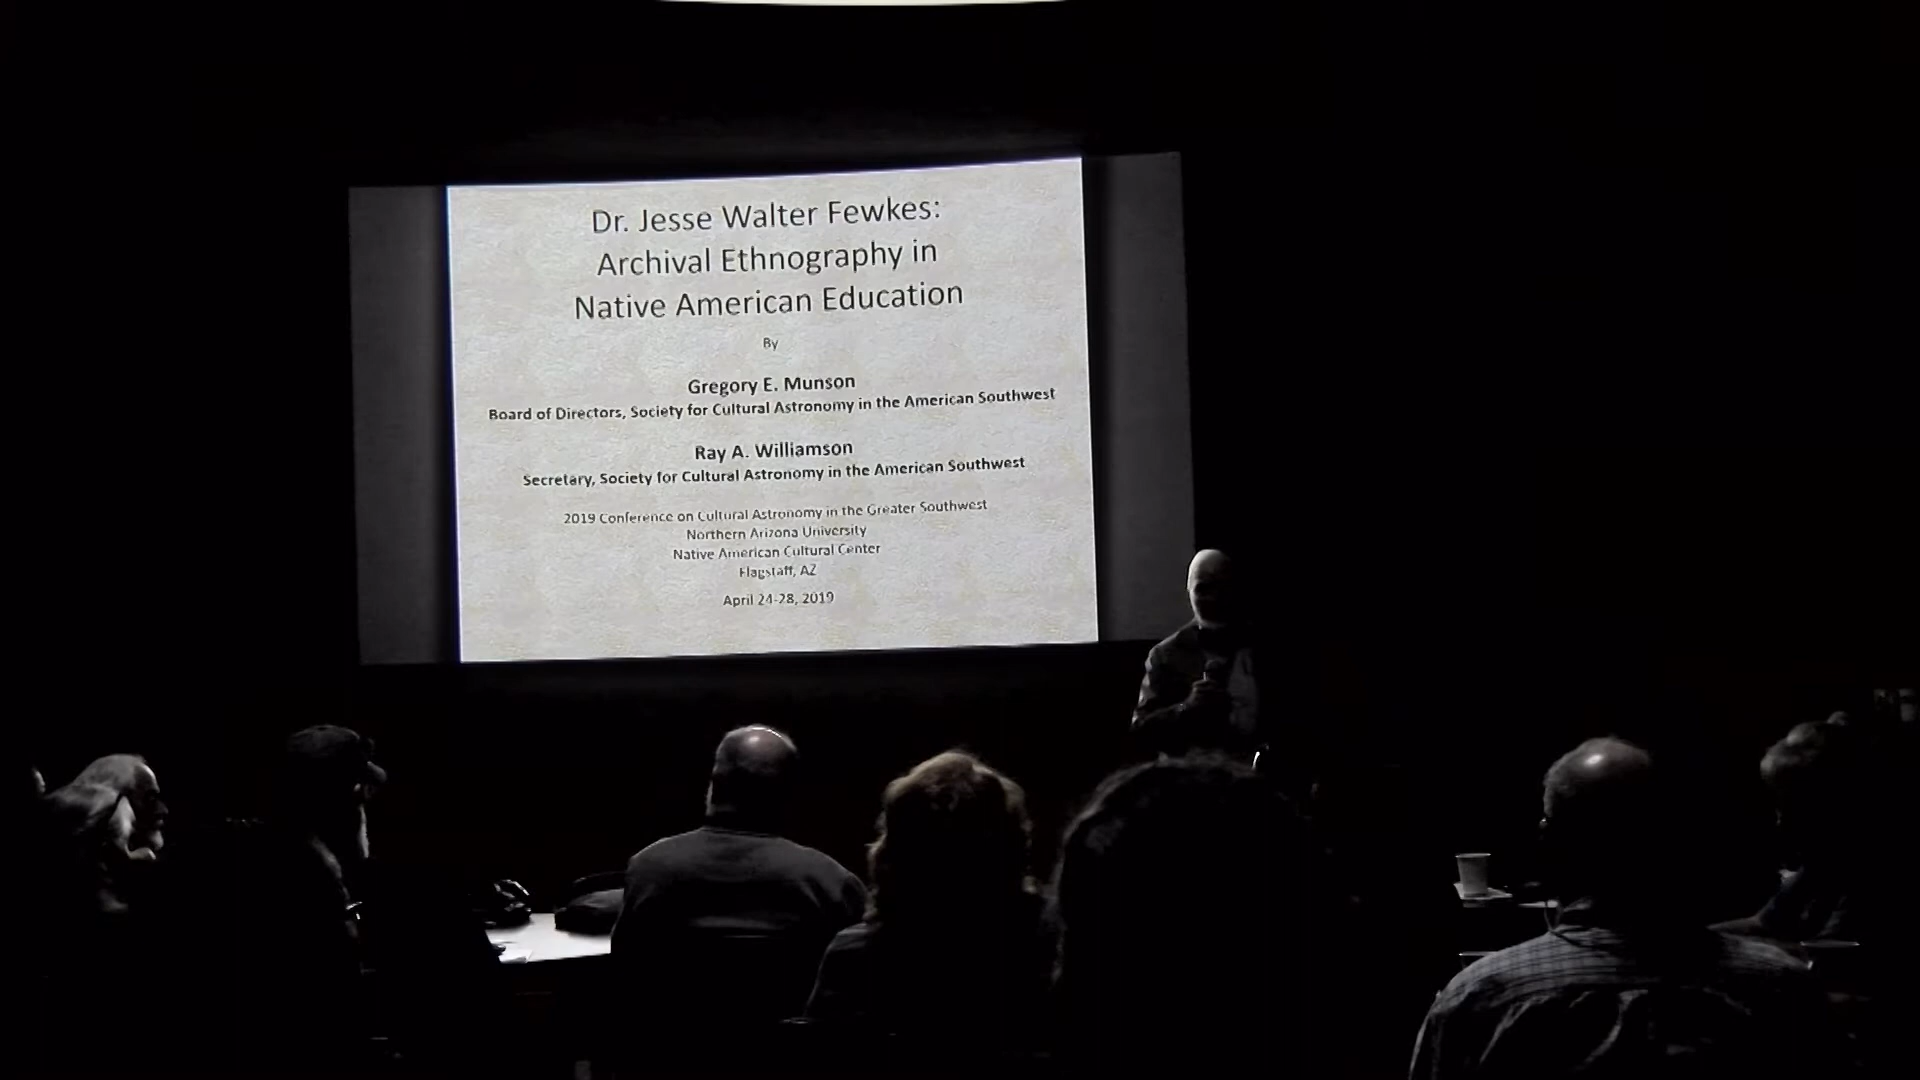 Dr. Jesse Walter Fewkes:
Archival Ethnography in
Native American Education
By
Gregory E. Munson
Board of Directors, Society for Cultural Astronomy in the American Southwest
Ray A. Williamson
Secretary, Society for Cultural Astronomy in the American Southwest
2019 Conference on Cultural Astronomy in the Greater Southwest
Northern Arizona University
Native American Cultural Center
Flagstaff, AZ
April 24-28, 2019